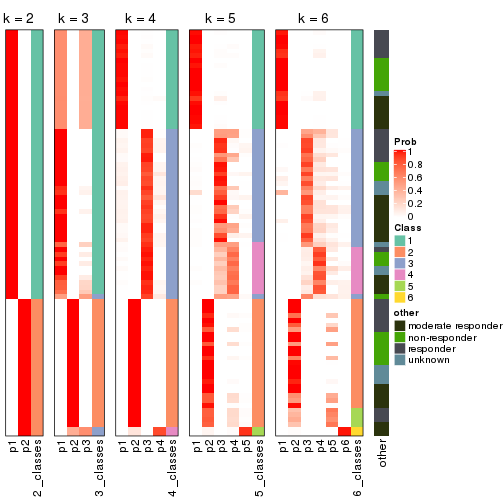 k = 2 k = 3 k = 4 k = 5 k = 6
Prob
1
0.8
0.6
0.4
0.2
0
Class
1
2
3
4
5
6
other
moderate responder
non-responder
responder
unknown
p1 p2 2_classes p1 p2 p3 3_classes p1 p2 p3 p4 4_classes p1 p2 p3 p4 p5 5_classes p1 p2 p3 p4 p5 p6 6_classes other